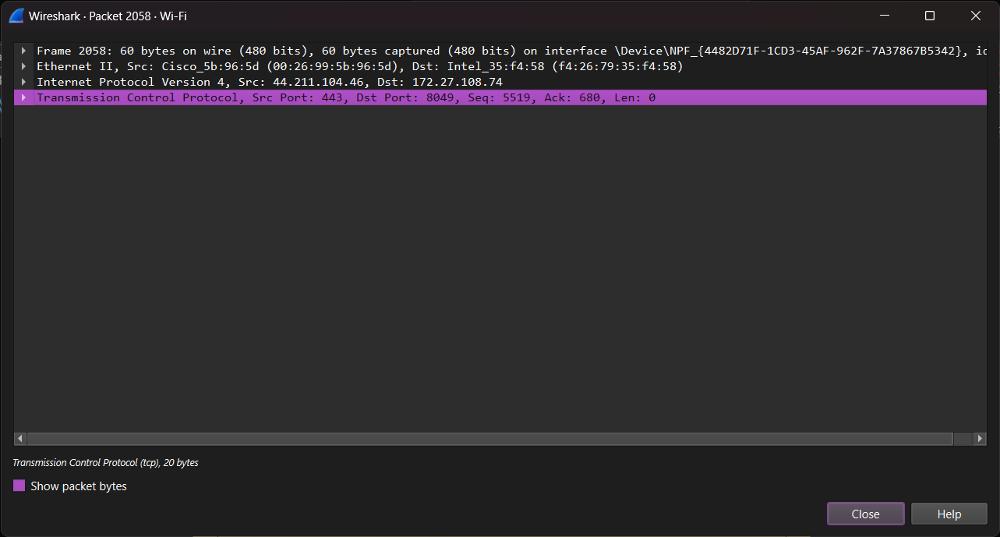 Wireshark · Packet 2058 · Wi-Fi
Frame 2058: 60 bytes on wire (480 bits), 60 bytes captured (480 bits) on interface \Device\NPF_{4482D71F-1CD3-45AF-962F-7A37867B5342},
Ethernet II, Src: Cisco_5b:96:5d (00:26:99:5b:96:5d), Dst: Intel_35:f4:58 (f4:26:79:35:f4:58)
Internet Protocol Version 4, Src: 44.211.104.46, Dst: 172.27.108.74
Transmission Control Protocol, Src Port: 443, Dst Port: 8049, Seq: 5519, Ack: 680, Len: 0
Transmission Control Protocol (tcp), 20 bytes
Show packet bytes
Close
Help